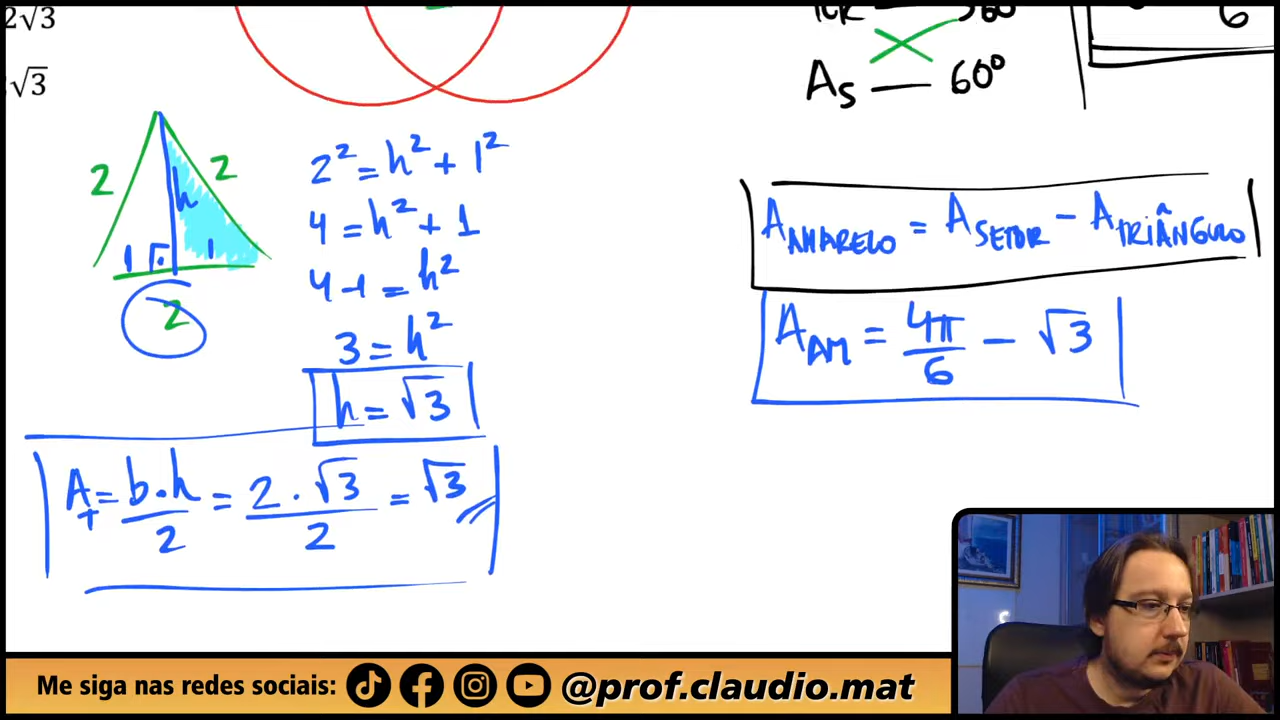 2√3
√3
2
2
h
1
1
2
2² = h² + 1²
4 = h² + 1
4 - 1 = h²
3 = h²
h = √3
A_T = b·h/2 = 2·√3/2 = √3
360°
A_S — 60°
6
A_AMARELO = A_SETOR - A_TRIÂNGULO
A_AM = 4π/6 - √3
Me siga nas redes sociais: @prof.claudio.mat